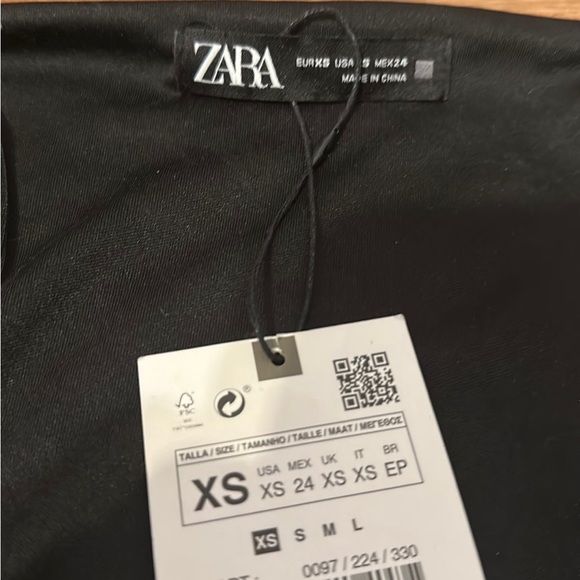 ZARA
EUR XS USA S MEX 24
MADE IN CHINA
FSC
®
TALLA / SIZE / TAMANHO / TAILLE / MAAT / ΜΕΓΕΘΟΣ
USA MEX UK IT BR
XS XS 24 XS XS EP
XS S M L
0097 / 224 / 330